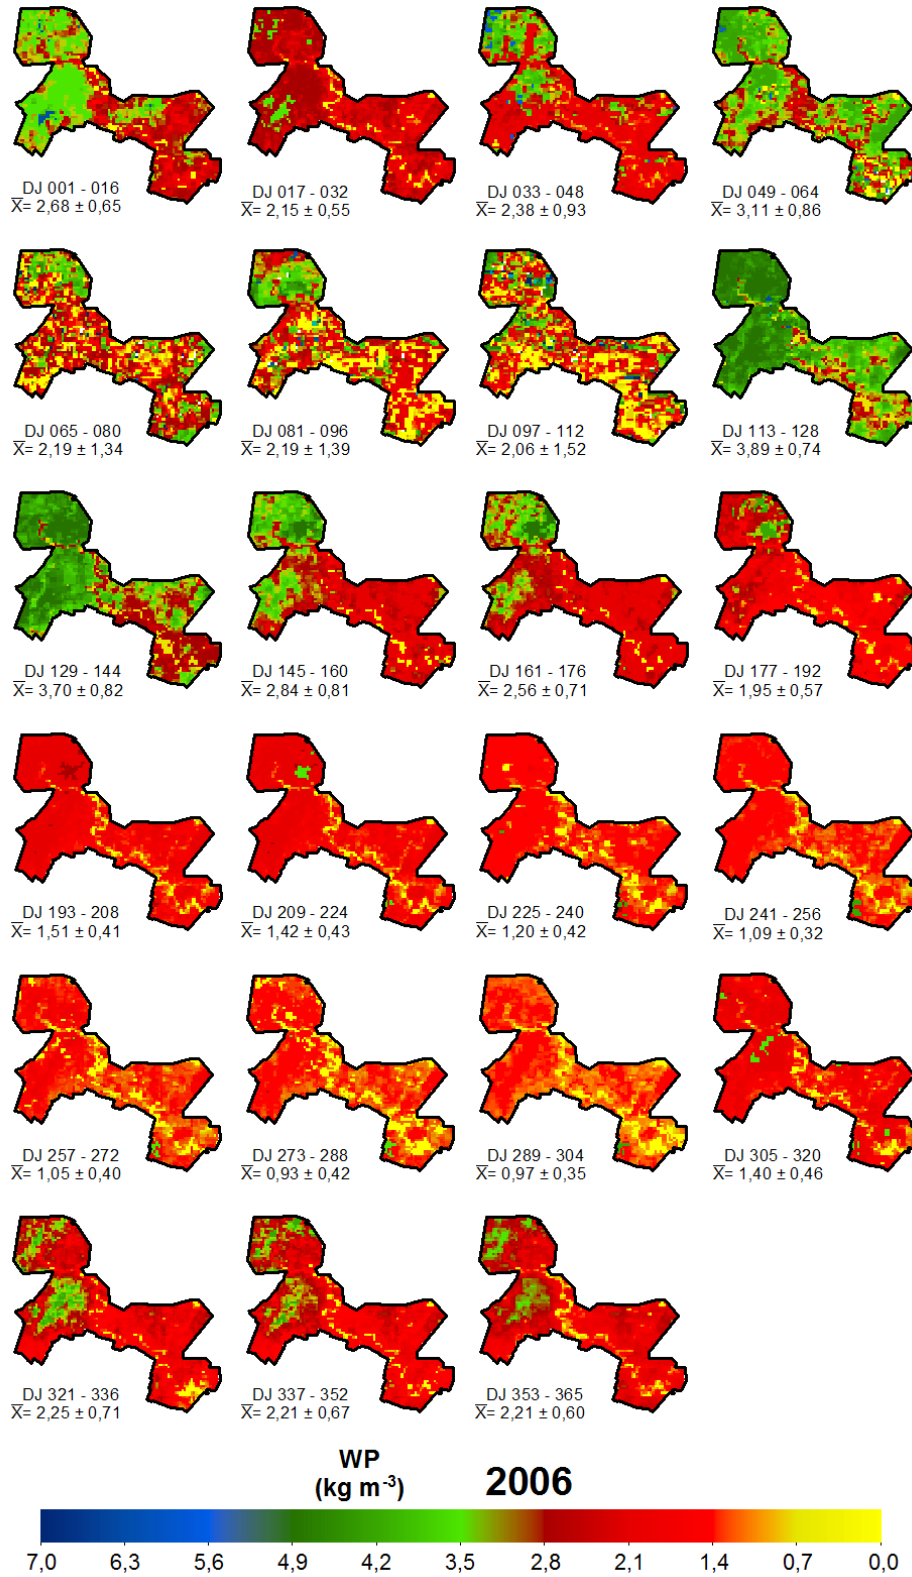 DJ 001 - 016
X̅= 2,68 ± 0,65
DJ 017 - 032
X̅= 2,15 ± 0,55
DJ 033 - 048
X̅= 2,38 ± 0,93
DJ 049 - 064
X̅= 3,11 ± 0,86
DJ 065 - 080
X̅= 2,19 ± 1,34
DJ 081 - 096
X̅= 2,19 ± 1,39
DJ 097 - 112
X̅= 2,06 ± 1,52
DJ 113 - 128
X̅= 3,89 ± 0,74
DJ 129 - 144
X̅= 3,70 ± 0,82
DJ 145 - 160
X̅= 2,84 ± 0,81
DJ 161 - 176
X̅= 2,56 ± 0,71
DJ 177 - 192
X̅= 1,95 ± 0,57
DJ 193 - 208
X̅= 1,51 ± 0,41
DJ 209 - 224
X̅= 1,42 ± 0,43
DJ 225 - 240
X̅= 1,20 ± 0,42
DJ 241 - 256
X̅= 1,09 ± 0,32
DJ 257 - 272
X̅= 1,05 ± 0,40
DJ 273 - 288
X̅= 0,93 ± 0,42
DJ 289 - 304
X̅= 0,97 ± 0,35
DJ 305 - 320
X̅= 1,40 ± 0,46
DJ 321 - 336
X̅= 2,25 ± 0,71
DJ 337 - 352
X̅= 2,21 ± 0,67
DJ 353 - 365
X̅= 2,21 ± 0,60
WP
(kg m⁻³)
2006
7,0 6,3 5,6 4,9 4,2 3,5 2,8 2,1 1,4 0,7 0,0